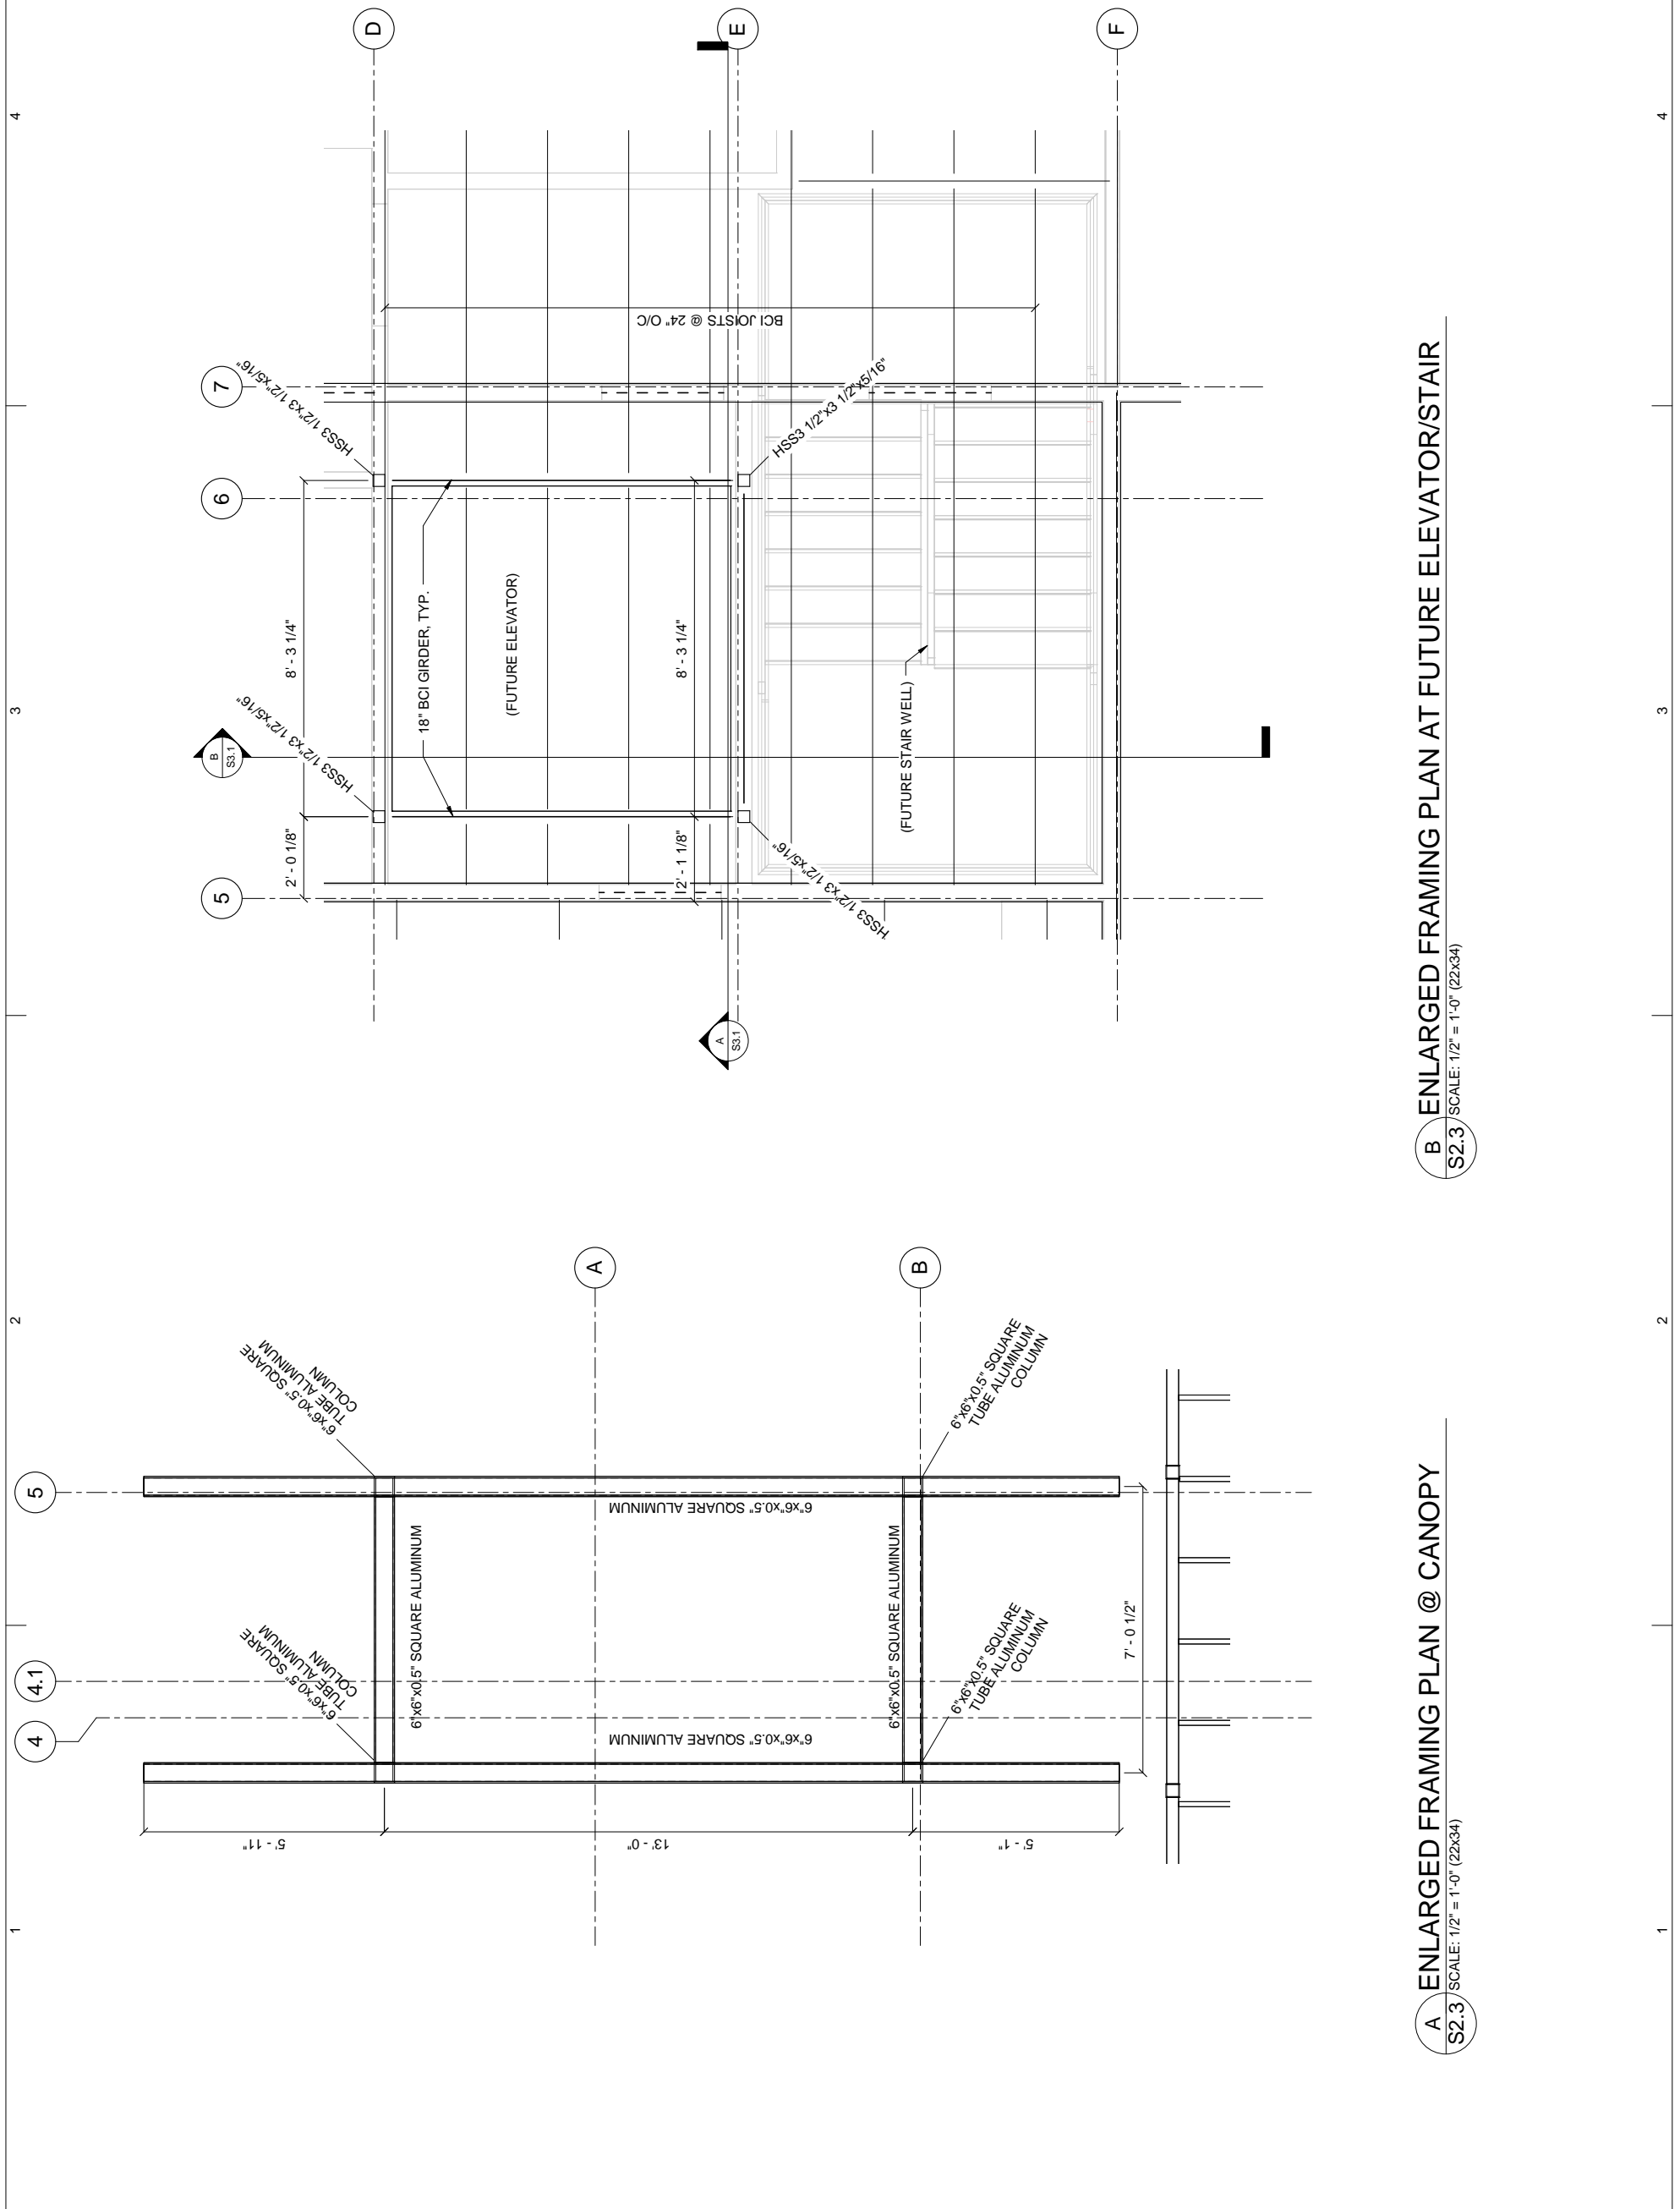 1
2
3
4
4
4.1
5
A
B
6"x6"x0.5" SQUARE
TUBE ALUMINUM
COLUMN
6"x6"x0.5" SQUARE
TUBE ALUMINUM
COLUMN
6"x6"x0.5" SQUARE ALUMINUM
6"x6"x0.5" SQUARE ALUMINUM
6"x6"x0.5" SQUARE ALUMINUM
6"x6"x0.5" SQUARE ALUMINUM
6"x6"x0.5" SQUARE
TUBE ALUMINUM
COLUMN
6"x6"x0.5" SQUARE
TUBE ALUMINUM
COLUMN
5' - 11"
13' - 0"
5' - 1"
7' - 0 1/2"
A
S2.3
ENLARGED FRAMING PLAN @ CANOPY
SCALE: 1/2" = 1'-0" (22x34)
5
6
7
D
E
F
B
S3.1
A
S3.1
2' - 0 1/8"
8' - 3 1/4"
HSS3 1/2"x3 1/2"x5/16"
HSS3 1/2"x3 1/2"x5/16"
18" BCI GIRDER, TYP.
(FUTURE ELEVATOR)
BCI JOISTS @ 24" O/C
2' - 1 1/8"
8' - 3 1/4"
HSS3 1/2"x3 1/2"x5/16"
HSS3 1/2"x3 1/2"x5/16"
(FUTURE STAIR WELL)
B
S2.3
ENLARGED FRAMING PLAN AT FUTURE ELEVATOR/STAIR
SCALE: 1/2" = 1'-0" (22x34)
1
2
3
4